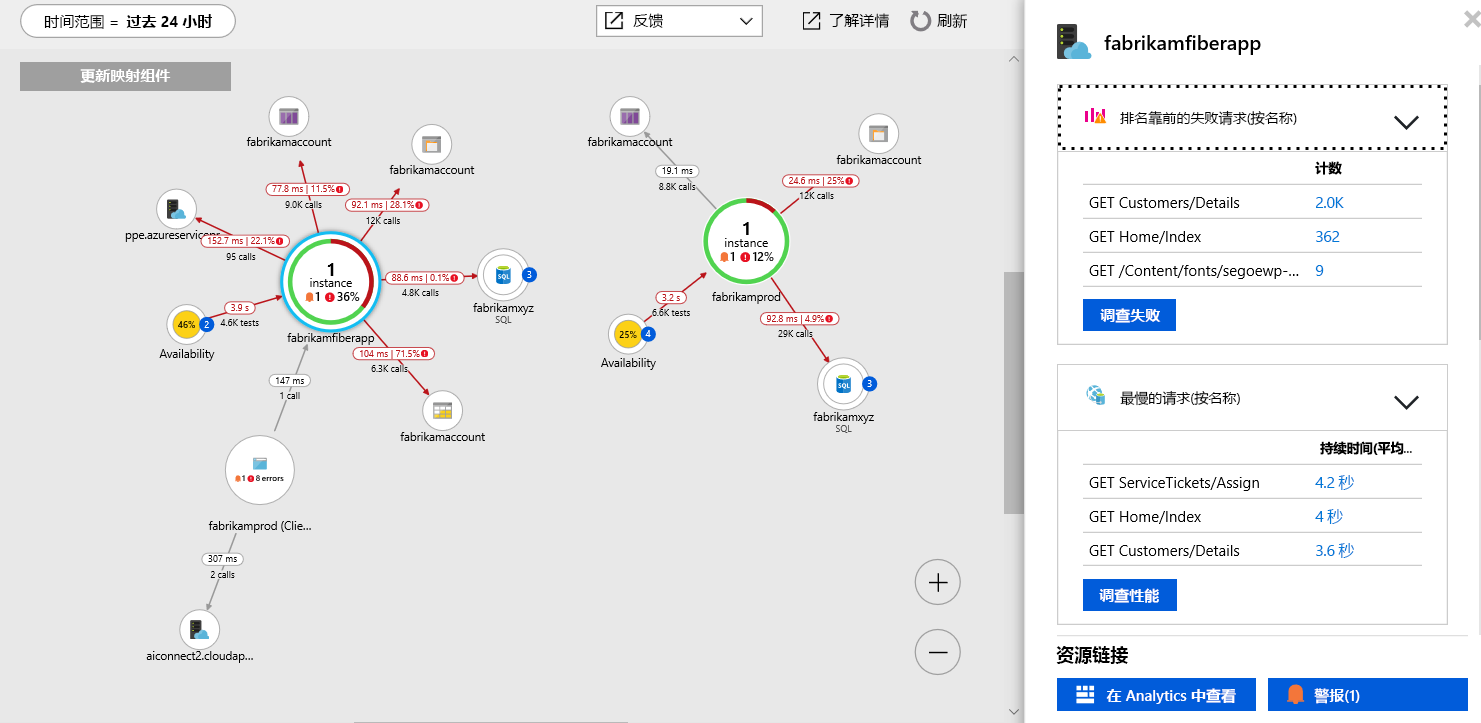 时间范围 = 过去 24 小时
反馈
了解详情
刷新
更新映射组件
fabrikamaccount
fabrikamaccount
77.8 ms | 11.5%
9.0K calls
92.1 ms | 28.1%
12K calls
ppe.azureservicepr
152.7 ms | 22.1%
95 calls
1
instance
1 36%
fabrikamfiberapp
88.6 ms | 0.1%
4.8K calls
SQL
3
fabrikamxyz
SQL
3.9 s
4.6K tests
46%
2
Availability
104 ms | 71.5%
6.3K calls
fabrikamaccount
147 ms
1 call
1 8 errors
fabrikamprod (Clie...
307 ms
2 calls
aiconnect2.cloudap...
fabrikamaccount
fabrikamaccount
19.1 ms
8.8K calls
24.6 ms | 25%
12K calls
1
instance
1 12%
fabrikamprod
3.2 s
6.6K tests
25%
4
Availability
92.8 ms | 4.9%
29K calls
SQL
3
fabrikamxyz
SQL
fabrikamfiberapp
排名靠前的失败请求(按名称)
计数
GET Customers/Details 2.0K
GET Home/Index 362
GET /Content/fonts/segoewp-... 9
调查失败
最慢的请求(按名称)
持续时间(平均...
GET ServiceTickets/Assign 4.2 秒
GET Home/Index 4 秒
GET Customers/Details 3.6 秒
调查性能
资源链接
在 Analytics 中查看
警报(1)